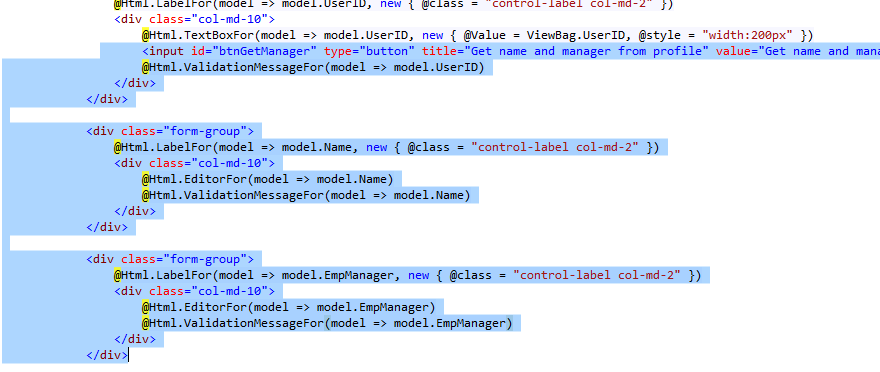 @Html.LabelFor(model => model.UserID, new { @class = "control-label col-md-2" })
<div class="col-md-10">
@Html.TextBoxFor(model => model.UserID, new { @Value = ViewBag.UserID, @style = "width:200px" })
<input id="btnGetManager" type="button" title="Get name and manager from profile" value="Get name and mana
@Html.ValidationMessageFor(model => model.UserID)
</div>
</div>
<div class="form-group">
@Html.LabelFor(model => model.Name, new { @class = "control-label col-md-2" })
<div class="col-md-10">
@Html.EditorFor(model => model.Name)
@Html.ValidationMessageFor(model => model.Name)
</div>
</div>
<div class="form-group">
@Html.LabelFor(model => model.EmpManager, new { @class = "control-label col-md-2" })
<div class="col-md-10">
@Html.EditorFor(model => model.EmpManager)
@Html.ValidationMessageFor(model => model.EmpManager)
</div>
</div>